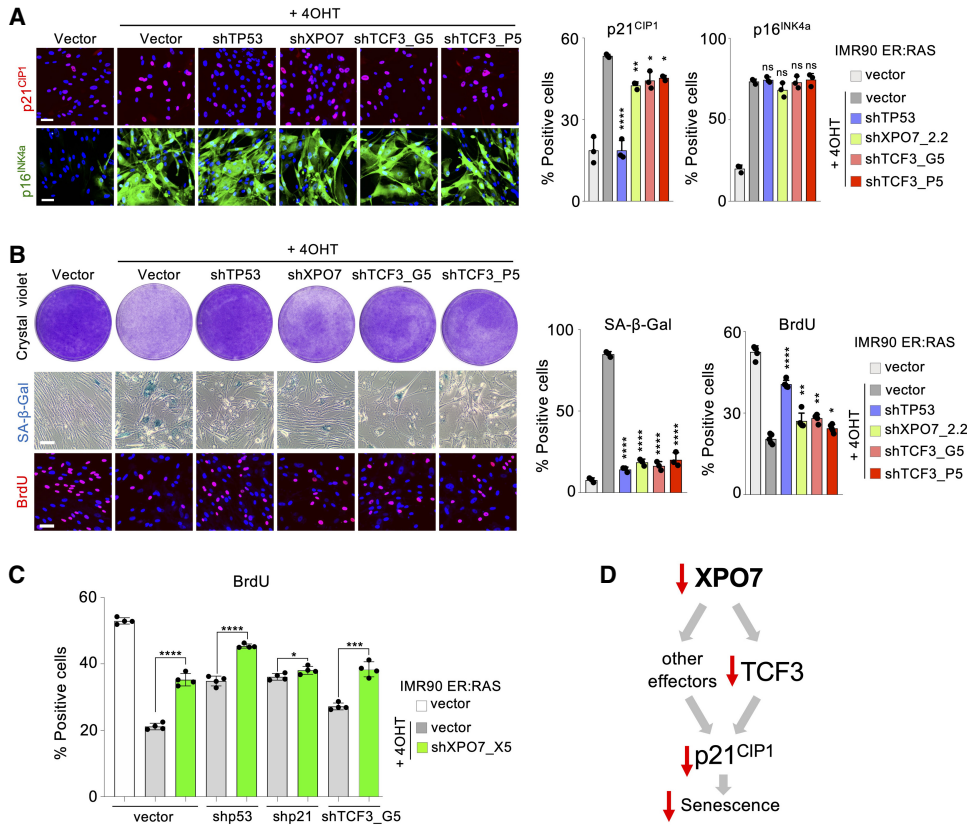 A
+ 4OHT
Vector Vector shTP53 shXPO7 shTCF3_G5 shTCF3_P5
p21CIP1
p16INK4a
p21CIP1
% Positive cells
60
30
0
**** ** * *
p16INK4a
% Positive cells
100
50
0
ns ns ns ns
IMR90 ER:RAS
vector
vector
shTP53
shXPO7_2.2
shTCF3_G5
shTCF3_P5
+ 4OHT
B
+ 4OHT
Vector Vector shTP53 shXPO7 shTCF3_G5 shTCF3_P5
Crystal violet
SA-β-Gal
BrdU
SA-β-Gal
% Positive cells
100
50
0
**** **** **** ****
BrdU
% Positive cells
60
30
0
**** ** ** *
IMR90 ER:RAS
vector
vector
shTP53
shXPO7_2.2
shTCF3_G5
shTCF3_P5
+ 4OHT
C
BrdU
% Positive cells
60
40
20
0
**** **** * ***
vector shp53 shp21 shTCF3_G5
IMR90 ER:RAS
vector
vector
shXPO7_X5
+ 4OHT
D
XPO7
other
effectors
TCF3
p21CIP1
Senescence